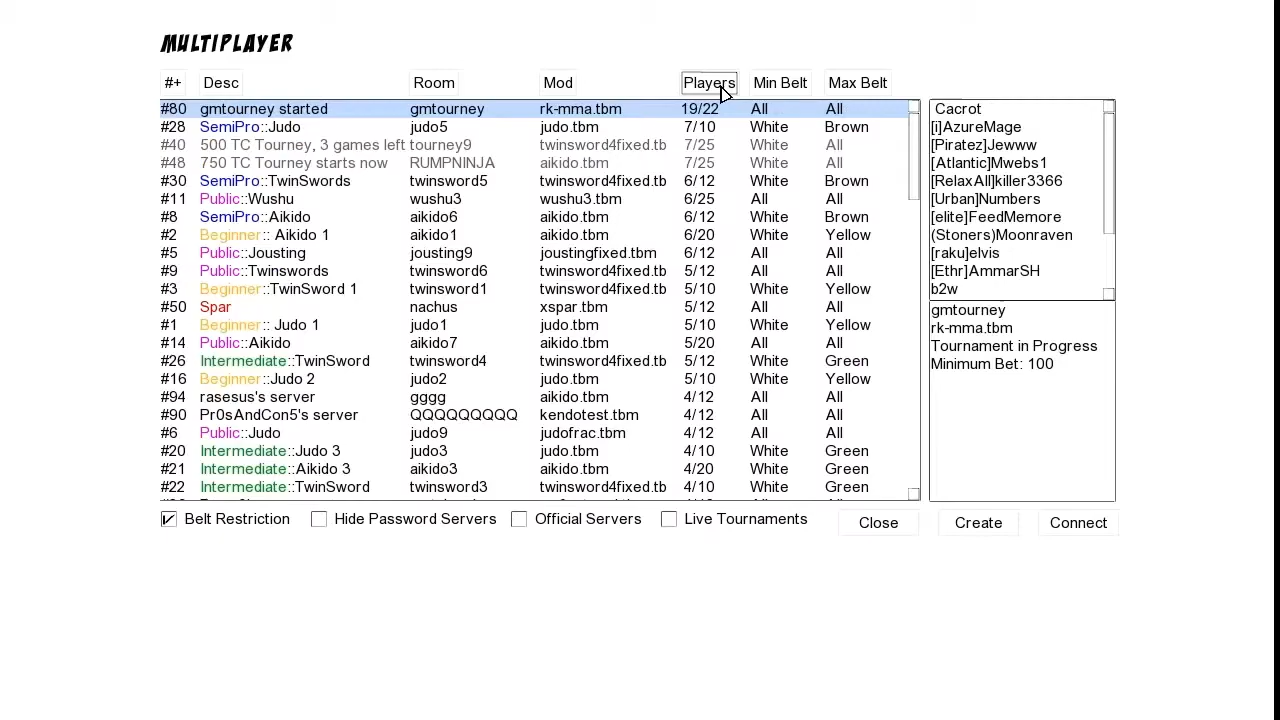 MULTIPLAYER
#+ Desc Room Mod Players Min Belt Max Belt
#80 gmtourney started gmtourney rk-mma.tbm 19/22 All All
#28 SemiPro::Judo judo5 judo.tbm 7/10 White Brown
#40 500 TC Tourney, 3 games left tourney9 twinsword4fixed.tb 7/25 White All
#48 750 TC Tourney starts now RUMPNINJA aikido.tbm 7/25 White All
#30 SemiPro::TwinSwords twinsword5 twinsword4fixed.tb 6/12 White Brown
#11 Public::Wushu wushu3 wushu3.tbm 6/25 All All
#8 SemiPro::Aikido aikido6 aikido.tbm 6/12 White Brown
#2 Beginner:: Aikido 1 aikido1 aikido.tbm 6/20 White Yellow
#5 Public::Jousting jousting9 joustingfixed.tbm 6/12 All All
#9 Public::Twinswords twinsword6 twinsword4fixed.tb 5/12 All All
#3 Beginner::TwinSword 1 twinsword1 twinsword4fixed.tb 5/10 White Yellow
#50 Spar nachus xspar.tbm 5/12 All All
#1 Beginner:: Judo 1 judo1 judo.tbm 5/10 White Yellow
#14 Public::Aikido aikido7 aikido.tbm 5/20 All All
#26 Intermediate::TwinSword twinsword4 twinsword4fixed.tb 5/12 White Green
#16 Beginner::Judo 2 judo2 judo.tbm 5/10 White Yellow
#94 rasesus's server gggg aikido.tbm 4/12 All All
#90 Pr0sAndCon5's server QQQQQQQQQ kendotest.tbm 4/12 All All
#6 Public::Judo judo9 judofrac.tbm 4/12 All All
#20 Intermediate::Judo 3 judo3 judo.tbm 4/10 White Green
#21 Intermediate::Aikido 3 aikido3 aikido.tbm 4/20 White Green
#22 Intermediate::TwinSword twinsword3 twinsword4fixed.tb 4/10 White Green
Cacrot
[i]AzureMage
[Piratez]Jewww
[Atlantic]Mwebs1
[RelaxAll]killer3366
[Urban]Numbers
[elite]FeedMemore
(Stoners)Moonraven
[raku]elvis
[Ethr]AmmarSH
b2w
gmtourney
rk-mma.tbm
Tournament in Progress
Minimum Bet: 100
Belt Restriction Hide Password Servers Official Servers Live Tournaments Close Create Connect